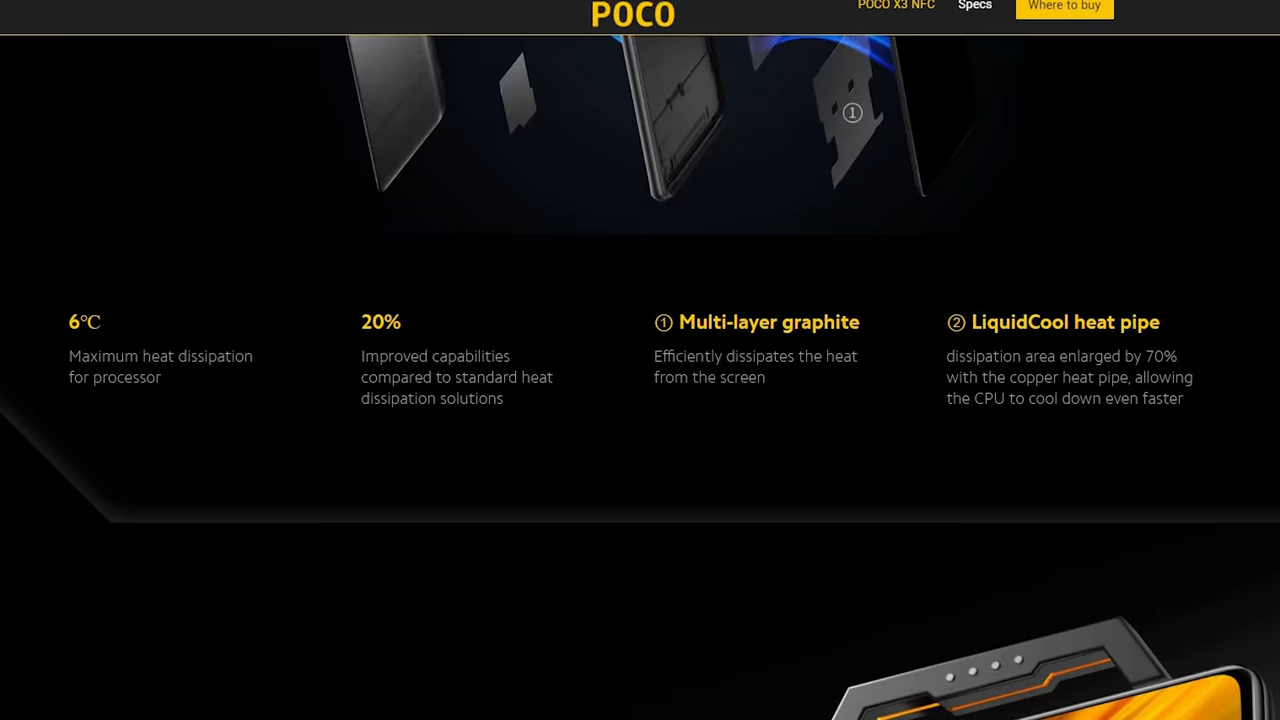 POCO
POCO X3 NFC
Specs
Where to buy
①
6℃
Maximum heat dissipation
for processor
20%
Improved capabilities
compared to standard heat
dissipation solutions
① Multi-layer graphite
Efficiently dissipates the heat
from the screen
② LiquidCool heat pipe
dissipation area enlarged by 70%
with the copper heat pipe, allowing
the CPU to cool down even faster